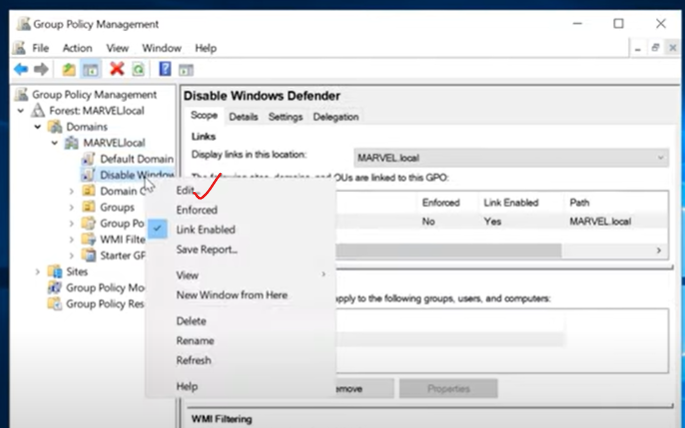 Group Policy Management
File Action View Window Help
Group Policy Management
Forest: MARVEL.local
Domains
MARVEL.local
Default Domain
Disable Window
Domain C
Groups
Group Po
WMI Filte
Starter GP
Sites
Group Policy Mo
Group Policy Res
Edit...
Enforced
Link Enabled
Save Report...
View
New Window from Here
Delete
Rename
Refresh
Help
Disable Windows Defender
Scope Details Settings Delegation
Links
Display links in this location: MARVEL.local
The following sites, domains, and OUs are linked to this GPO:
Enforced Link Enabled Path
No Yes MARVEL.local
apply to the following groups, users, and computers:
move Properties
WMI Filtering